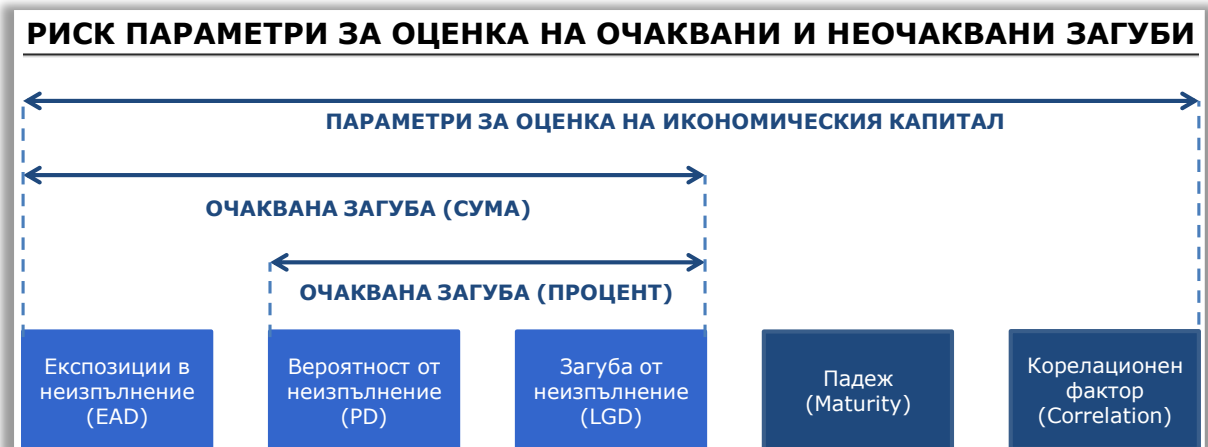 РИСК ПАРАМЕТРИ ЗА ОЦЕНКА НА ОЧАКВАНИ И НЕОЧАКВАНИ ЗАГУБИ
ПАРАМЕТРИ ЗА ОЦЕНКА НА ИКОНОМИЧЕСКИЯ КАПИТАЛ
ОЧАКВАНА ЗАГУБА (СУМА)
ОЧАКВАНА ЗАГУБА (ПРОЦЕНТ)
Експозиции в
неизпълнение
(EAD)
Вероятност от
неизпълнение
(PD)
Загуба от
неизпълнение
(LGD)
Падеж
(Maturity)
Корелационен
фактор
(Correlation)